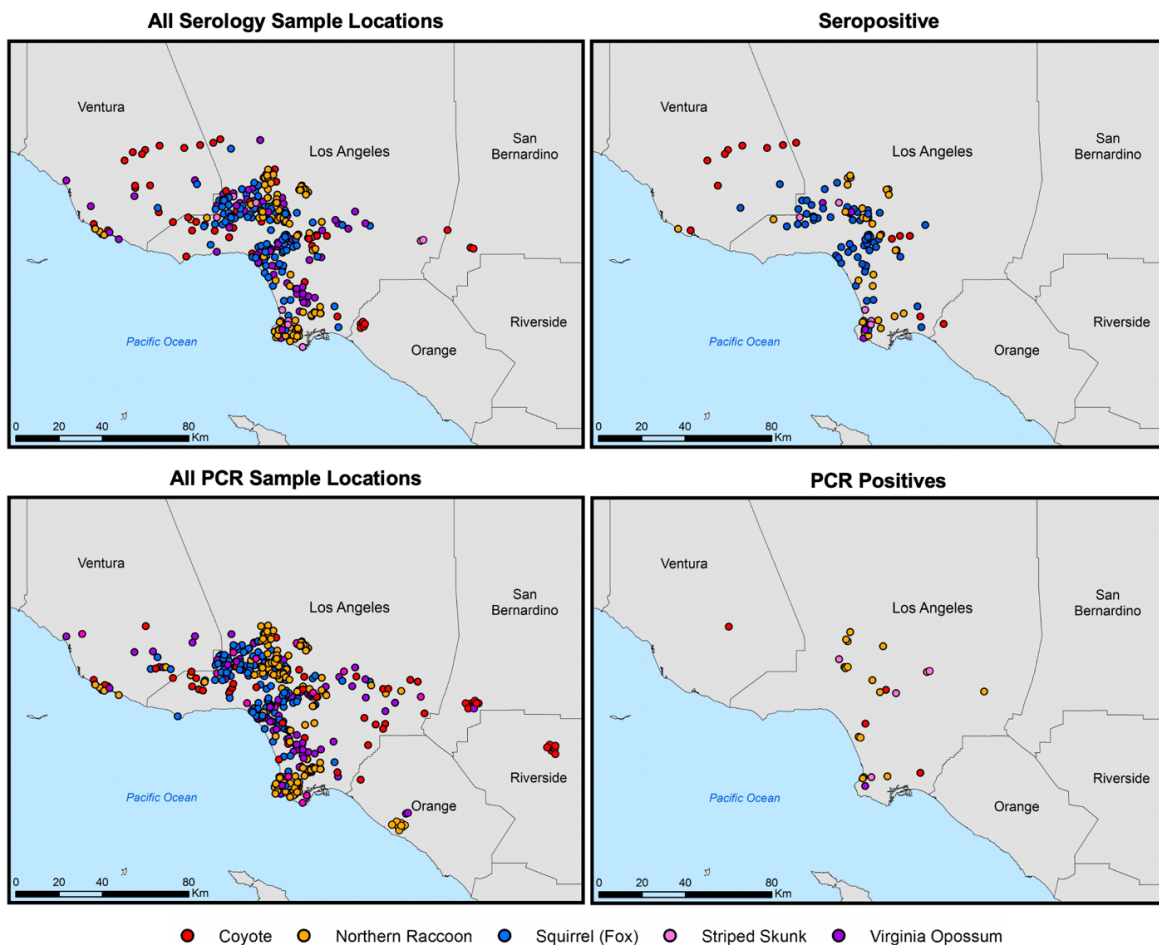 All Serology Sample Locations
Seropositive
Ventura
Los Angeles
San
Bernardino
Riverside
Orange
Pacific Ocean
0 20 40 80
Km
Ventura
Los Angeles
San
Bernardino
Riverside
Orange
Pacific Ocean
0 20 40 80
Km
All PCR Sample Locations
PCR Positives
Ventura
Los Angeles
San
Bernardino
Riverside
Orange
Pacific Ocean
0 20 40 80
Km
Ventura
Los Angeles
San
Bernardino
Riverside
Orange
Pacific Ocean
0 20 40 80
Km
Coyote Northern Raccoon Squirrel (Fox) Striped Skunk Virginia Opossum